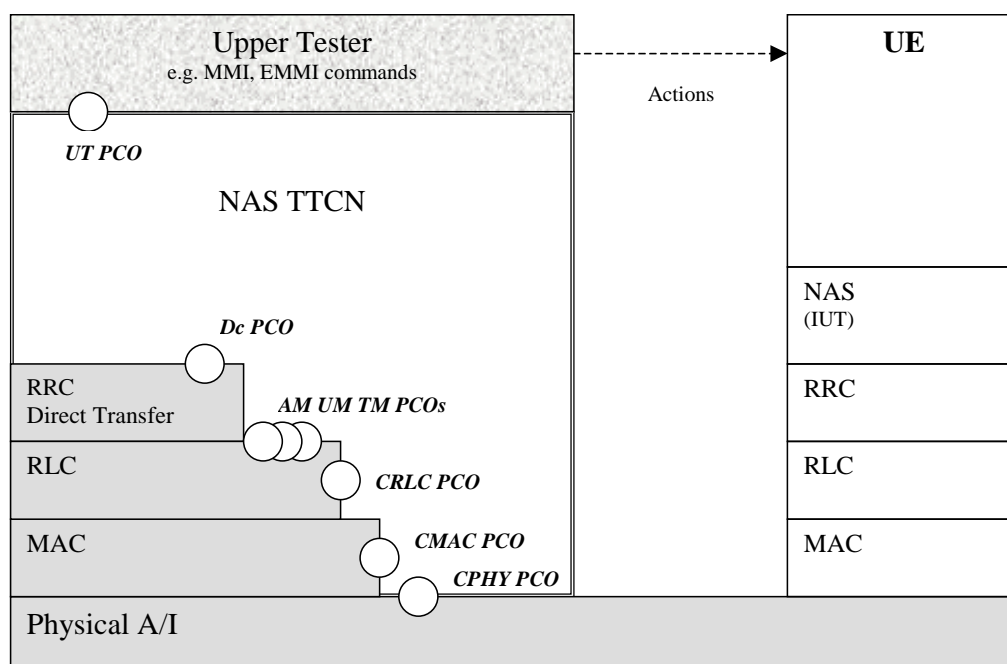 Upper Tester
e.g. MMI, EMMI commands
UE
Actions
UT PCO
NAS TTCN
NAS
(IUT)
Dc PCO
RRC
Direct Transfer
AM UM TM PCOs
RRC
RLC
CRLC PCO
RLC
MAC
CMAC PCO
MAC
CPHY PCO
Physical A/I